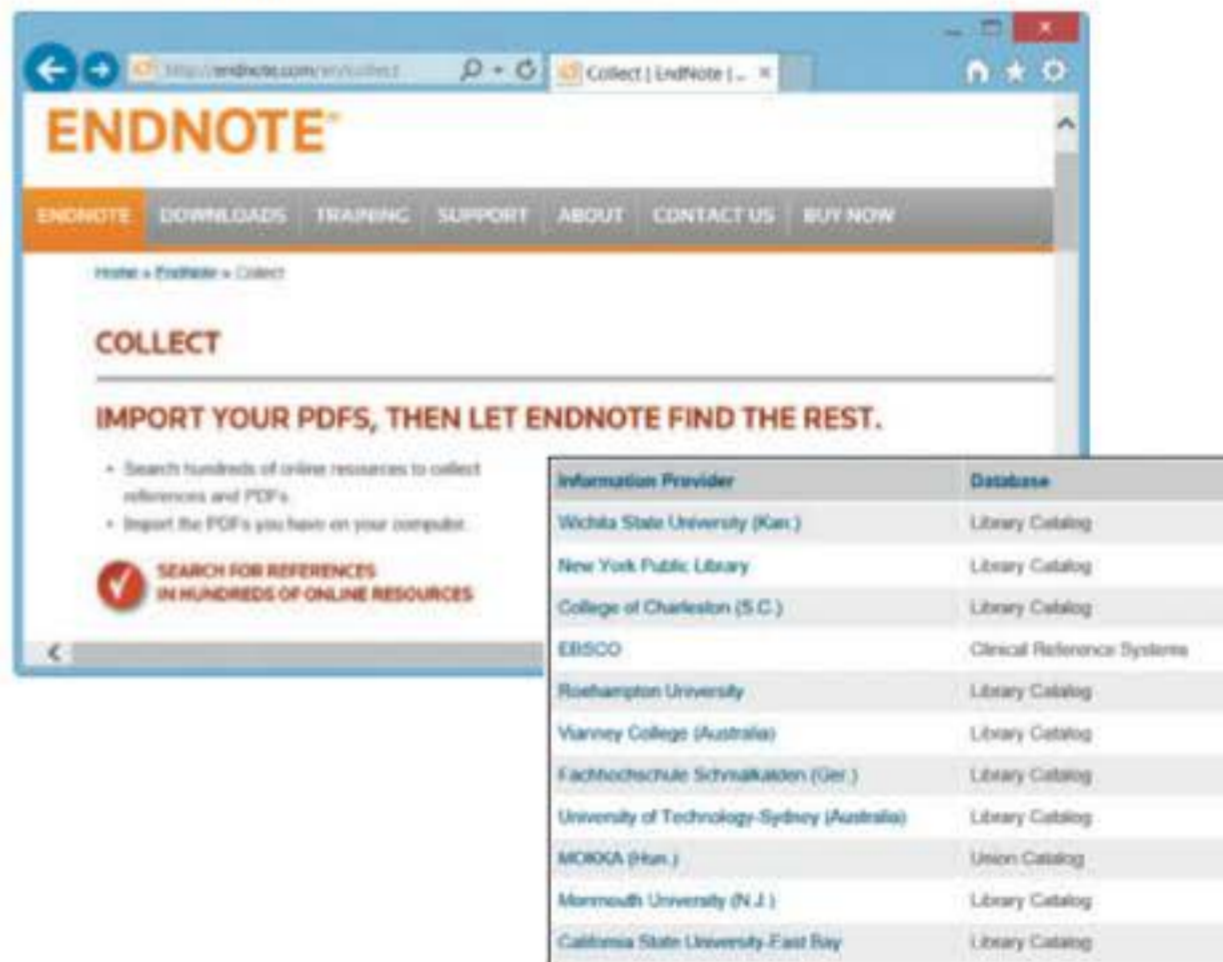 http://endnote.com/en/collect
Collect | EndNote | ...
ENDNOTE™
ENDNOTE DOWNLOADS TRAINING SUPPORT ABOUT CONTACT US BUY NOW
Home » EndNote » Collect
COLLECT
IMPORT YOUR PDFS, THEN LET ENDNOTE FIND THE REST.
• Search hundreds of online resources to collect
references and PDFs.
• Import the PDFs you have on your computer.
SEARCH FOR REFERENCES
IN HUNDREDS OF ONLINE RESOURCES
Information Provider Database
Wichita State University (Kan.) Library Catalog
New York Public Library Library Catalog
College of Charleston (S.C.) Library Catalog
EBSCO Clinical Reference Systems
Roehampton University Library Catalog
Vianney College (Australia) Library Catalog
Fachhochschule Schmalkalden (Ger.) Library Catalog
University of Technology-Sydney (Australia) Library Catalog
MOKKA (Hun.) Union Catalog
Monmouth University (N.J.) Library Catalog
California State University-East Bay Library Catalog